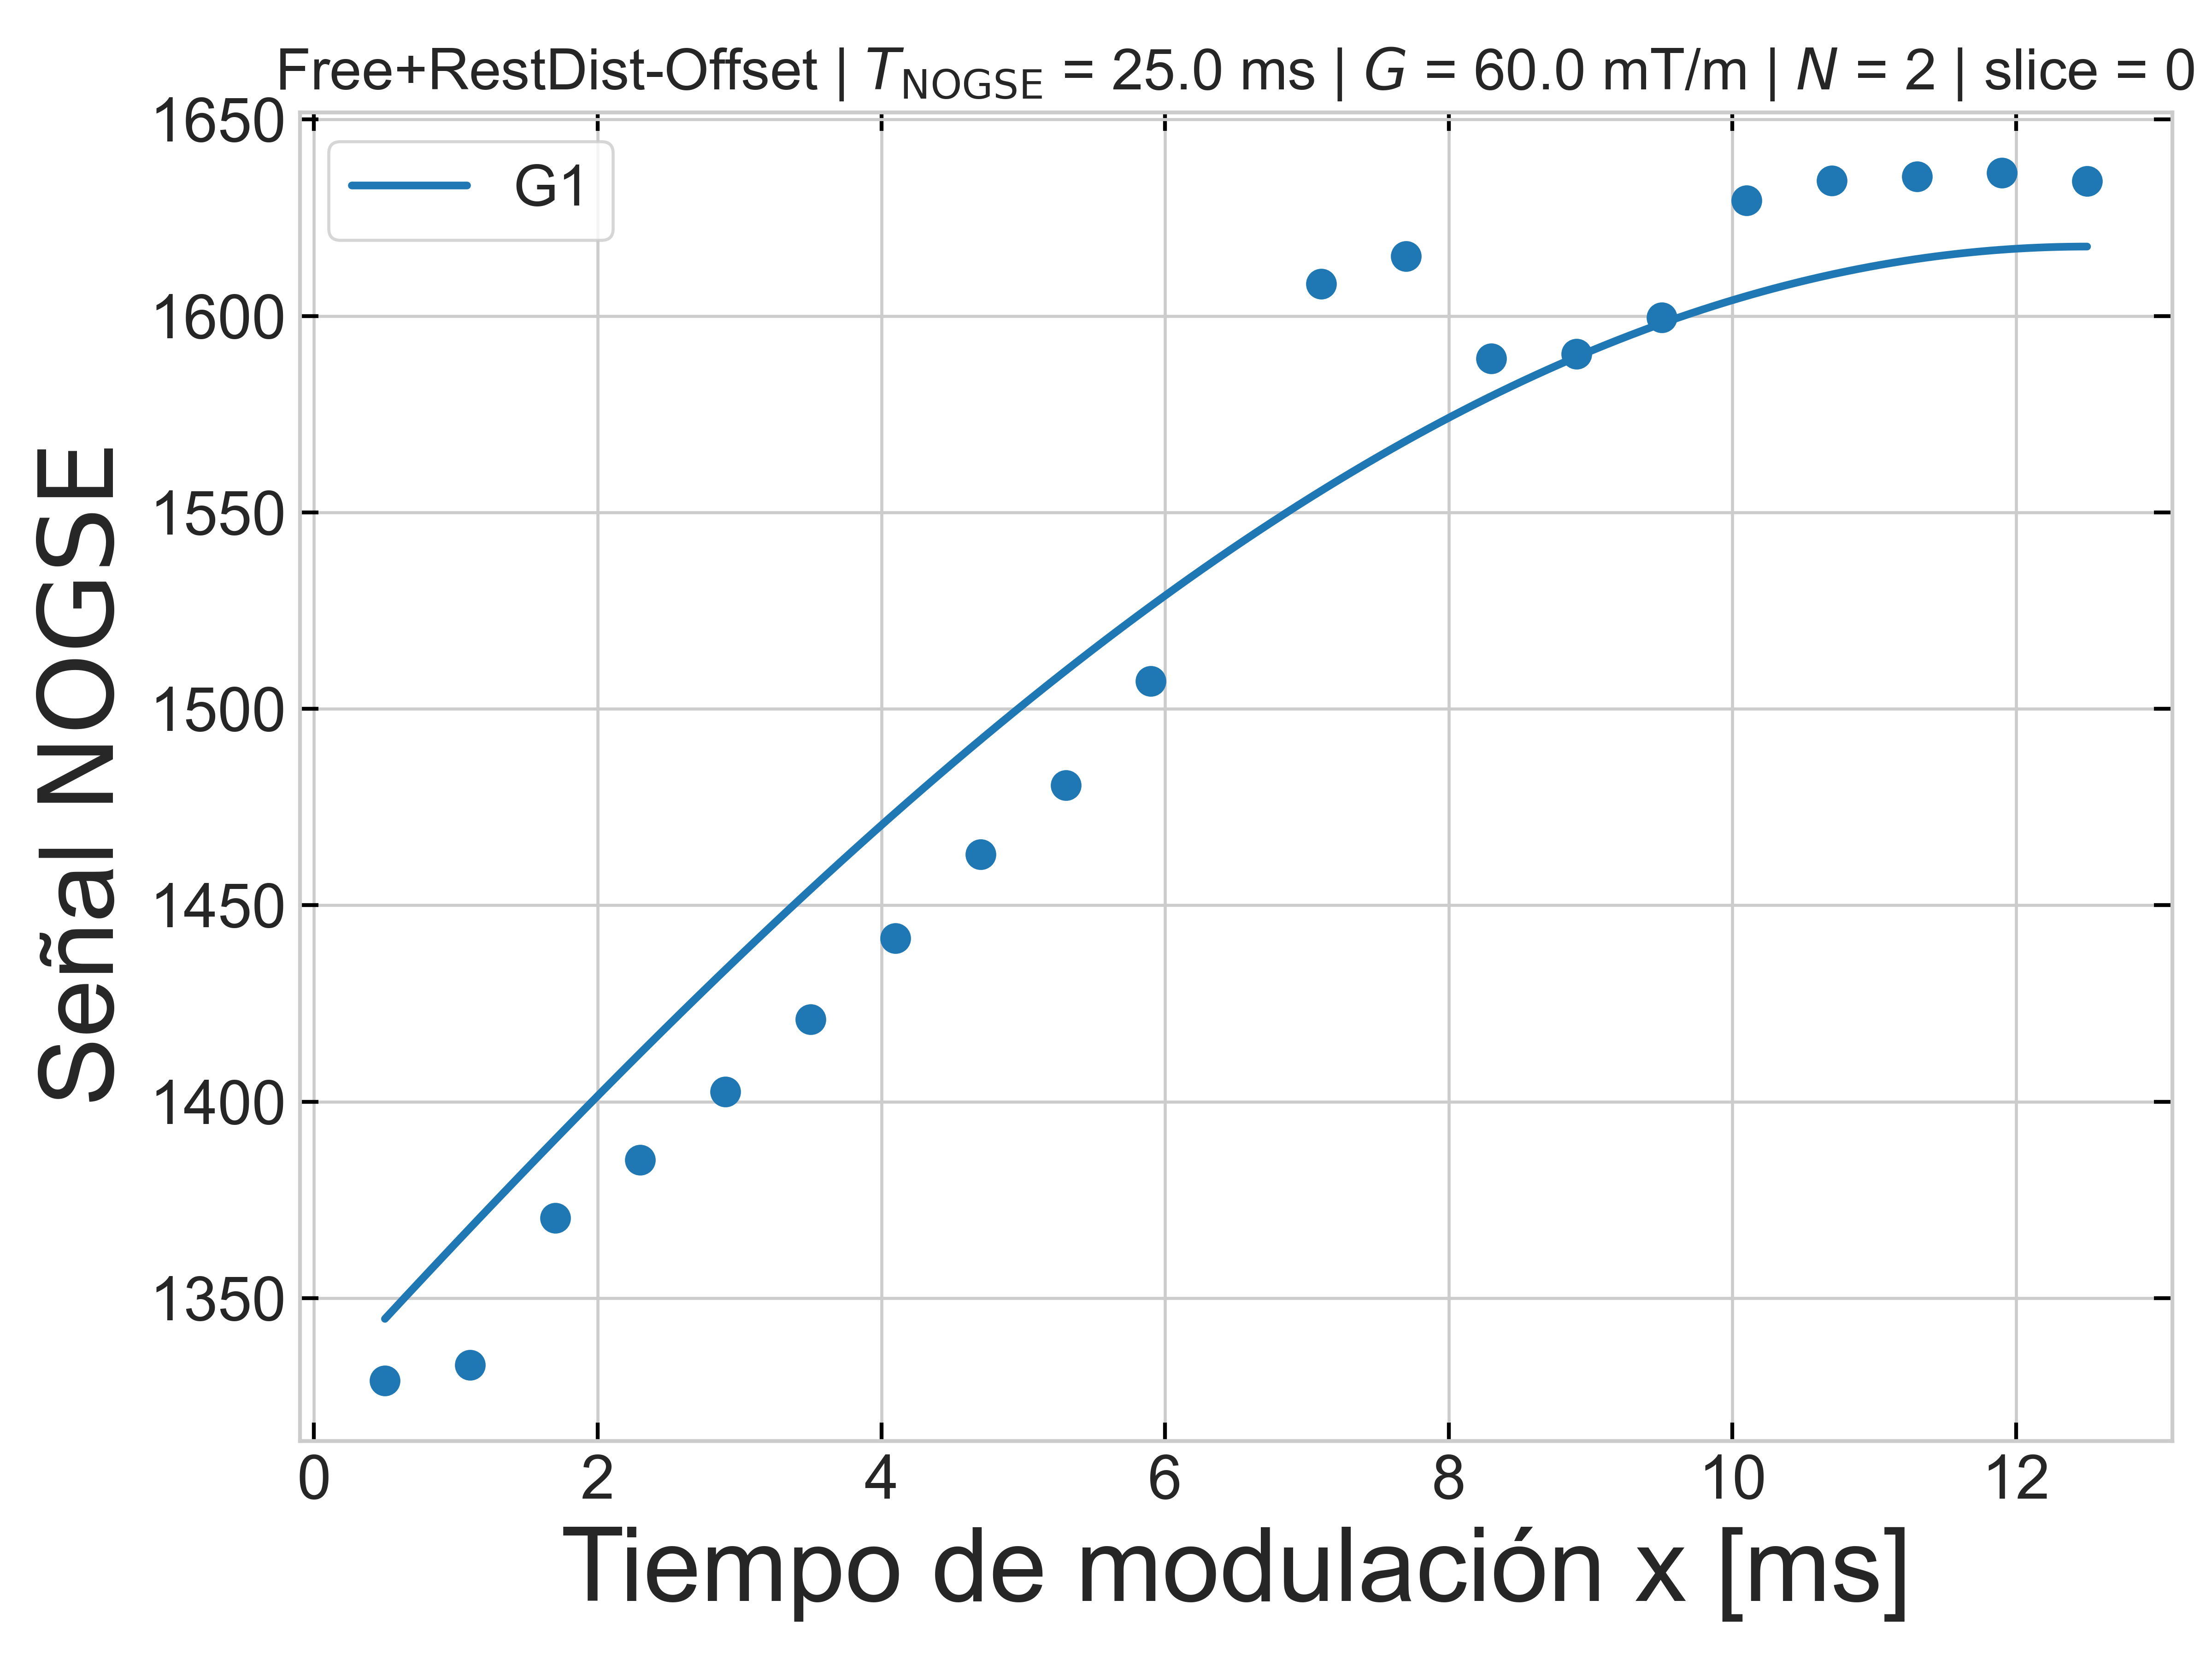 Free+RestDist-Offset | T_NOGSE = 25.0 ms | G = 60.0 mT/m | N = 2 | slice = 0
G1
Señal NOGSE
1650
1600
1550
1500
1450
1400
1350
0 2 4 6 8 10 12
Tiempo de modulación x [ms]